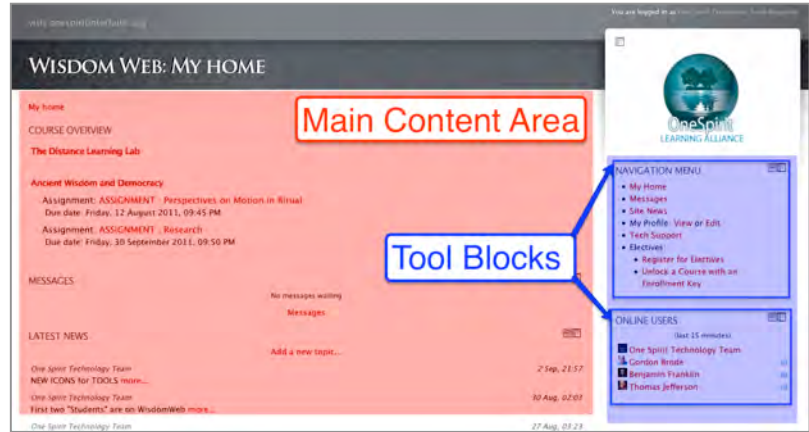 You are logged in as
WISDOM WEB: MY HOME
My home
COURSE OVERVIEW
The Distance Learning Lab
Ancient Wisdom and Democracy
Assignment: ASSIGNMENT - Perspectives on Motion in Ritual
Due date: Friday, 12 August 2011, 09:45 PM
Assignment: ASSIGNMENT - Research
Due date: Friday, 30 September 2011, 09:50 PM
MESSAGES
No messages waiting
Messages
LATEST NEWS
Add a new topic...
One Spirit Technology Team 2 Sep, 21:57
NEW ICONS for TOOLS more...
One Spirit Technology Team 10 Aug, 02:03
First two "Students" are on WisdomWeb more...
One Spirit Technology Team 27 Aug, 03:23
Main Content Area
Tool Blocks
OneSpirit
LEARNING ALLIANCE
NAVIGATION MENU
• My Home
• Messages
• Site News
• My Profile: View or Edit
• Tech Support
• Electives
• Register for Electives
• Unlock a Course with an
Enrollment Key
ONLINE USERS
(last 15 minutes)
One Spirit Technology Team
Gordon Brode
Benjamin Franklin
Thomas Jefferson